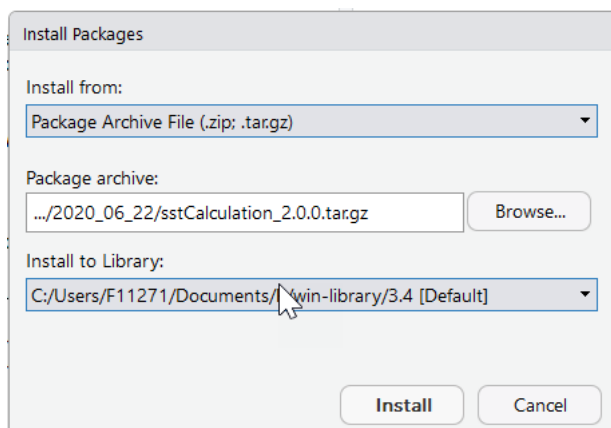 Install Packages
Install from:
Package Archive File (.zip; .tar.gz)
Package archive:
.../2020_06_22/sstCalculation_2.0.0.tar.gz
Browse...
Install to Library:
C:/Users/F11271/Documents/ /win-library/3.4 [Default]
Install
Cancel